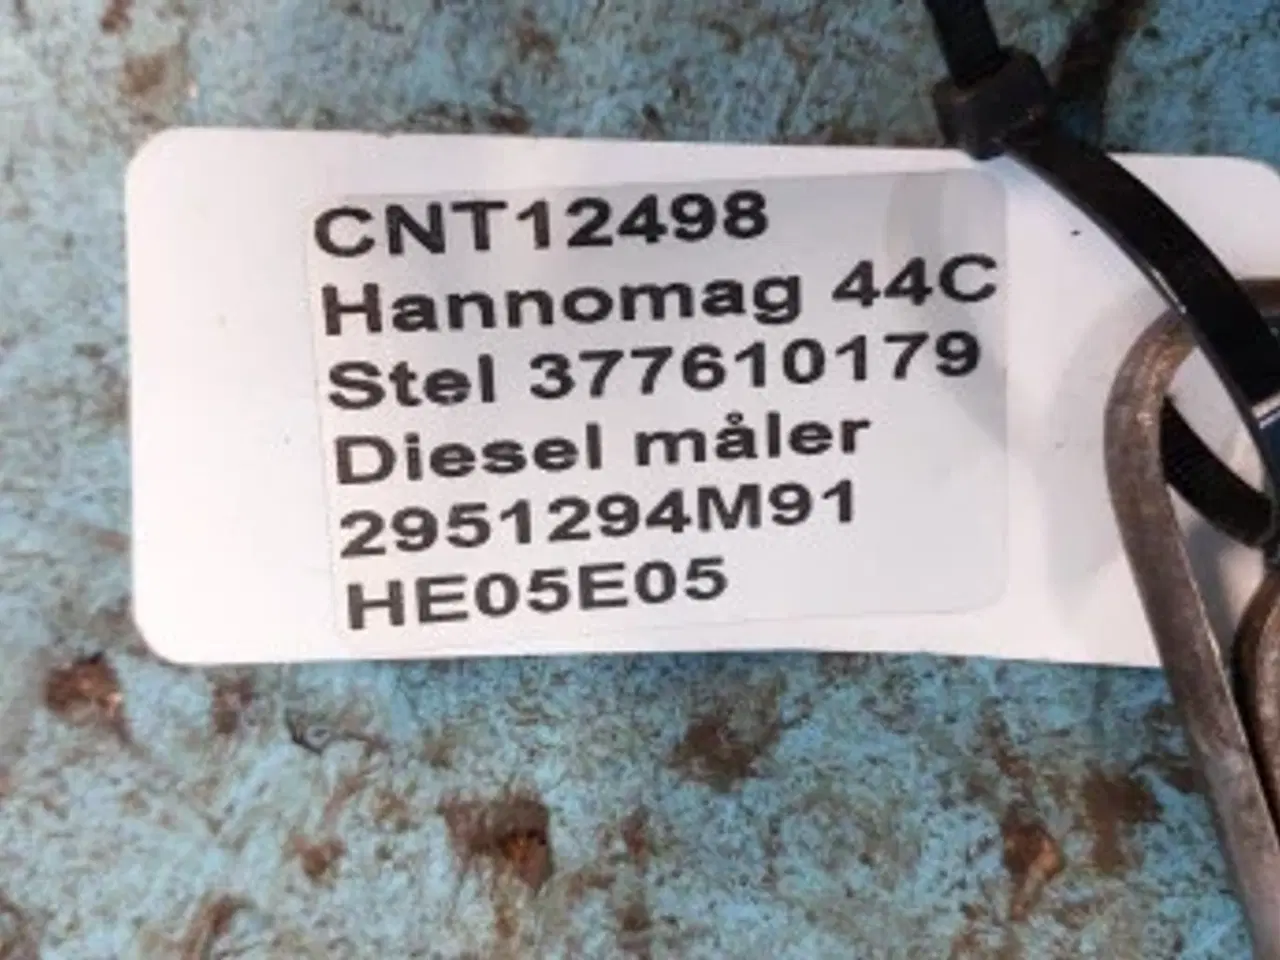 CNT12498
Hannomag 44C
Stel 377610179
Diesel måler
2951294M91
HE05E05